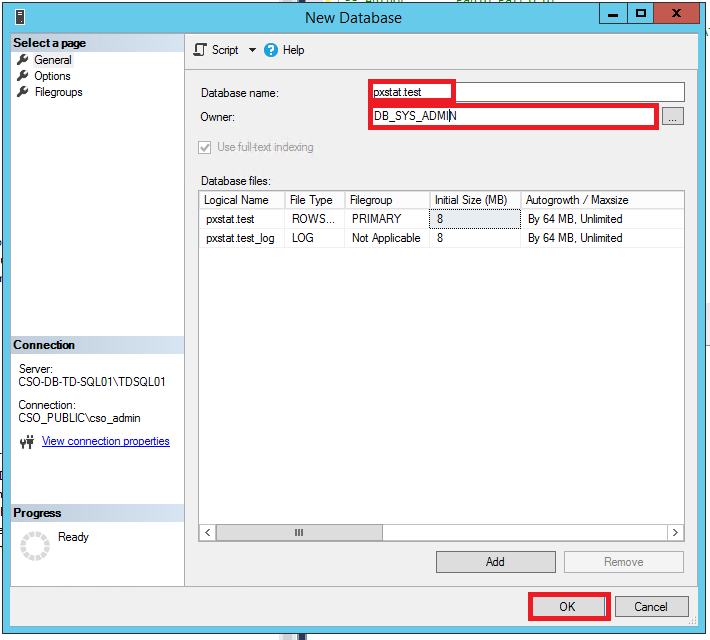 New Database
Select a page
General
Options
Filegroups
Script
Help
Database name: pxstat.test
Owner: DB_SYS_ADMIN ...
Use full-text indexing
Database files:
Logical Name File Type Filegroup Initial Size (MB) Autogrowth / Maxsize
pxstat.test ROWS... PRIMARY 8 By 64 MB, Unlimited
pxstat.test_log LOG Not Applicable 8 By 64 MB, Unlimited
Connection
Server:
CSO-DB-TD-SQL01\TDSQL01
Connection:
CSO_PUBLIC\cso_admin
View connection properties
Progress
Ready
Add Remove
OK Cancel